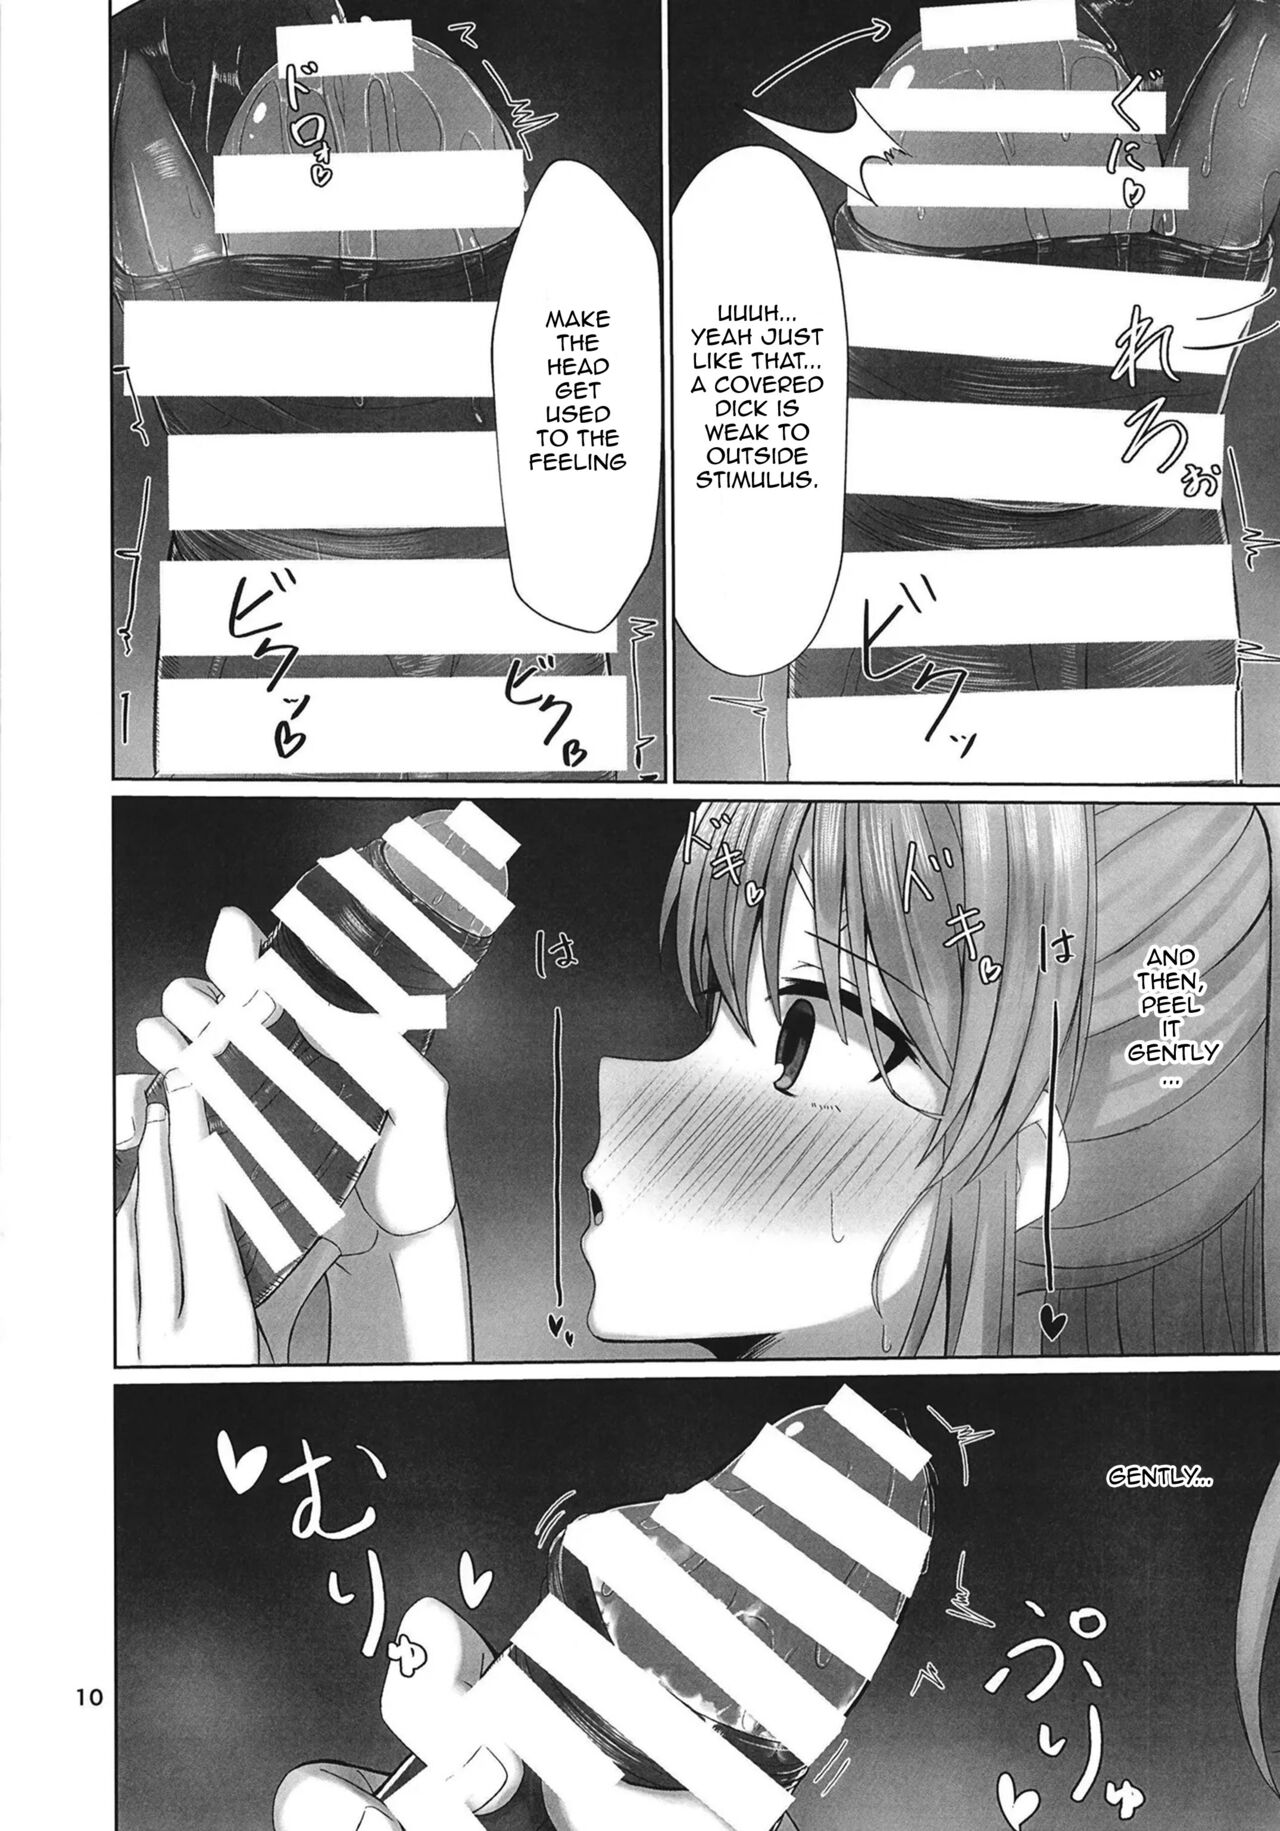 UUUH...
YEAH JUST
LIKE THAT...
A COVERED
DICK IS
WEAK TO
OUTSIDE
STIMULUS.
ぐに♡
れろぉ
ビクッ
MAKE
THE
HEAD
GET
USED
TO THE
FEELING
ドロォ♡
ビクッ♡
ビクッ
AND
THEN,
PEEL
IT
GENTLY
...
は
ドキ♡
ドキ♡
は
GENTLY...
ぷりゅ
むりゅ
10